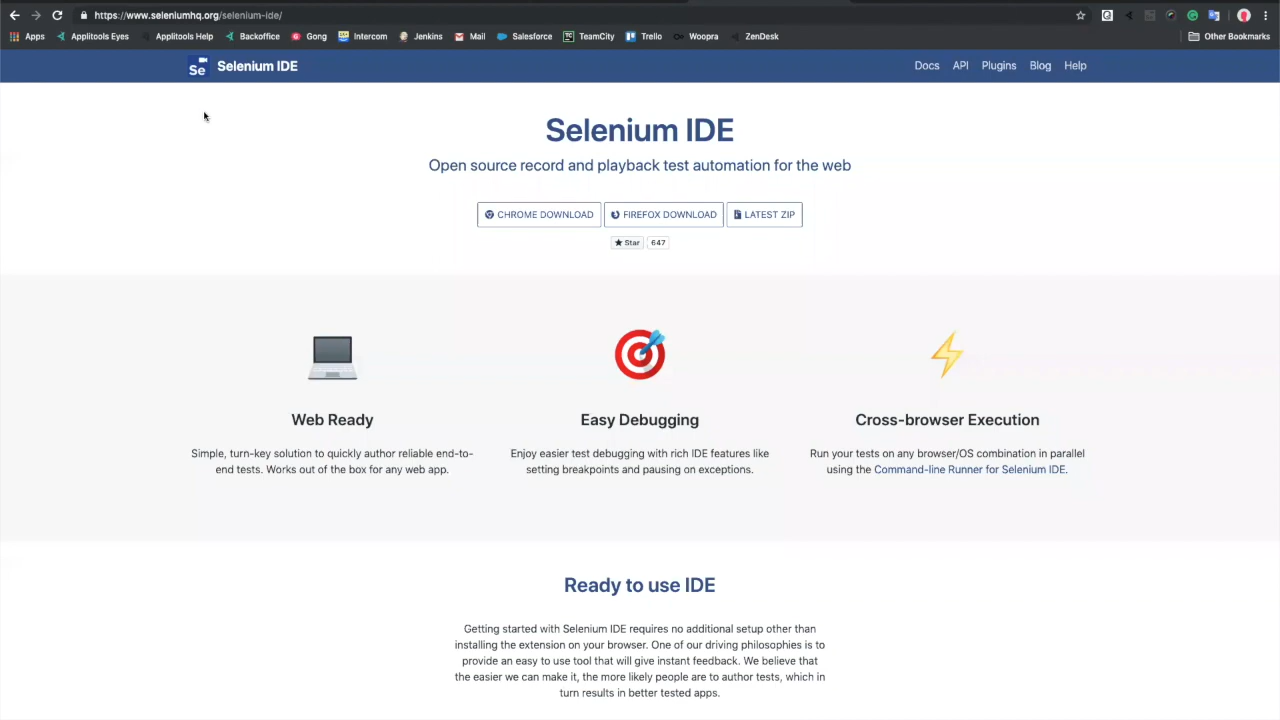 https://www.seleniumhq.org/selenium-ide/
Apps Applitools Eyes Applitools Help Backoffice Gong Intercom Jenkins Mail Salesforce TeamCity Trello Woopra ZenDesk Other Bookmarks
Se Selenium IDE Docs API Plugins Blog Help
Selenium IDE
Open source record and playback test automation for the web
CHROME DOWNLOAD FIREFOX DOWNLOAD LATEST ZIP
Star 647
Web Ready
Simple, turn-key solution to quickly author reliable end-to-
end tests. Works out of the box for any web app.
Easy Debugging
Enjoy easier test debugging with rich IDE features like
setting breakpoints and pausing on exceptions.
Cross-browser Execution
Run your tests on any browser/OS combination in parallel
using the Command-line Runner for Selenium IDE.
Ready to use IDE
Getting started with Selenium IDE requires no additional setup other than
installing the extension on your browser. One of our driving philosophies is to
provide an easy to use tool that will give instant feedback. We believe that
the easier we can make it, the more likely people are to author tests, which in
turn results in better tested apps.